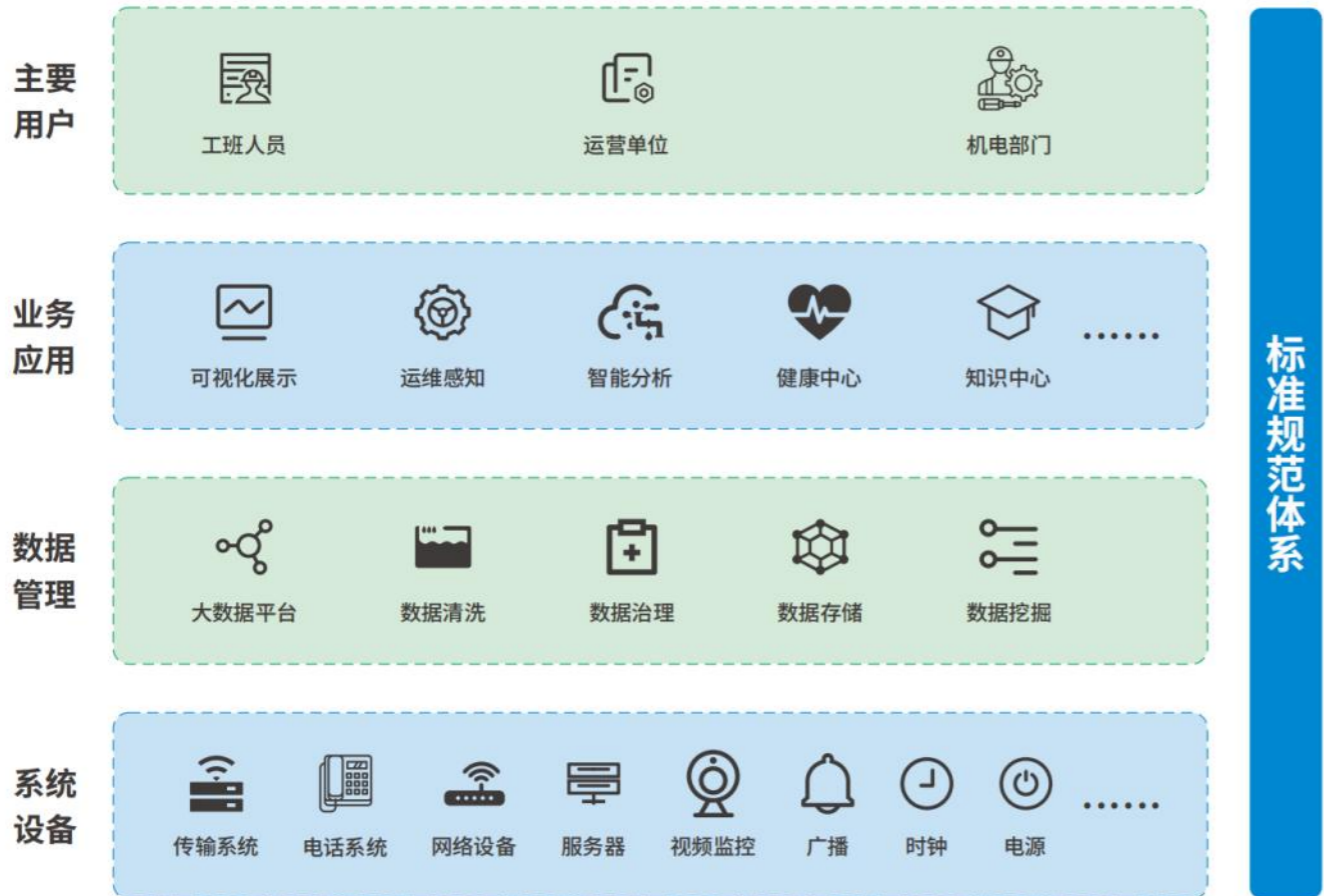 主要
用户
工班人员
运营单位
机电部门
业务
应用
可视化展示
运维感知
智能分析
健康中心
知识中心
......
数据
管理
大数据平台
数据清洗
数据治理
数据存储
数据挖掘
系统
设备
传输系统
电话系统
网络设备
服务器
视频监控
广播
时钟
电源
......
标准规范体系